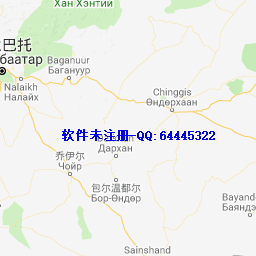 Хан Хэнтий
巴托
баатар
Baganuur
Багануур
Nalaikh
Налайх
Chinggis
Өндөрхаан
软件未注册-QQ:64445322
Дархан
乔伊尔
Чойр
包尔温都尔
Бор-Өндөр
Bayand
Баяндэ
Sainshand